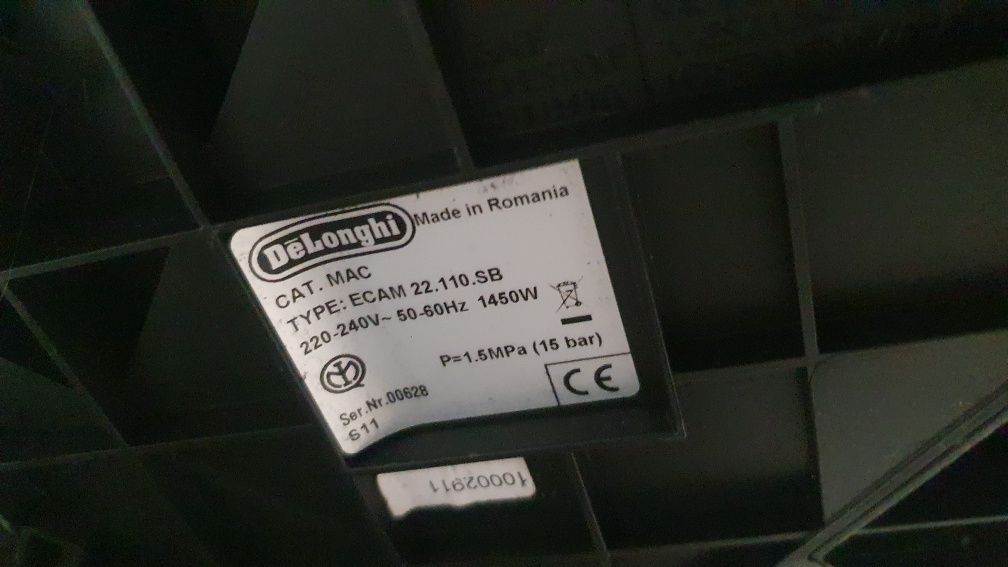 DēLonghi Made in Romania
CAT. MAC
TYPE: ECAM 22.110.SB
220-240V~ 50-60Hz 1450W
P=1.5MPa (15 bar)
Ser.Nr.00628
S11
CE
10002911